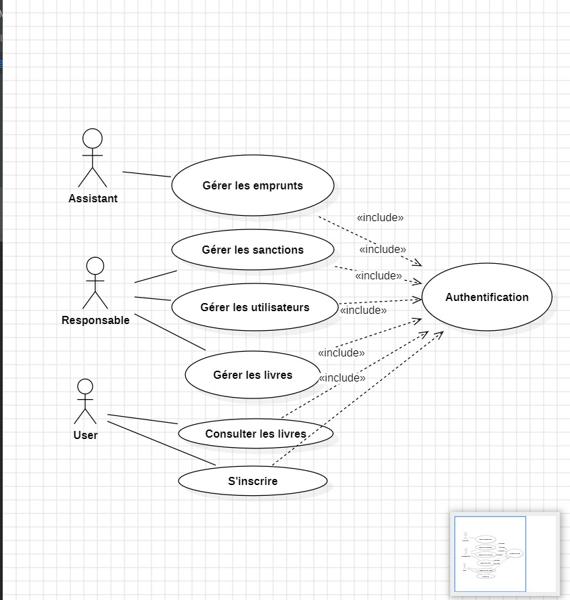 Assistant
Gérer les emprunts
«include»
«include»
Gérer les sanctions
«include»
Authentification
Responsable
Gérer les utilisateurs
«include»
«include»
Gérer les livres
«include»
User
Consulter les livres
S'inscrire